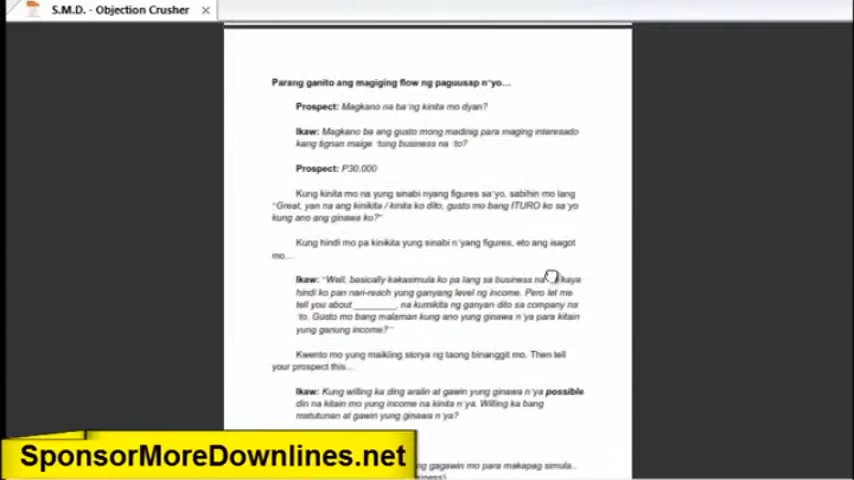 S.M.D. - Objection Crusher
Parang ganito ang magiging flow ng paguusap n'yo...
Prospect: Magkano na ba'ng kinita mo dyan?
Ikaw: Magkano ba ang gusto mong madinig para maging interesado
kang tignan maige 'tong business na 'to?
Prospect: P30,000
Kung kinita mo na yung sinabi nyang figures sa'yo, sabihin mo lang
"Great, yan na ang kinikita / kinita ko dito, gusto mo bang ITURO ko sa'yo
kung ano ang ginawa ko?"
Kung hindi mo pa kinikita yung sinabi n'yang figures, eto ang isagot
mo...
Ikaw: "Well, basically kakasimula ko pa lang sa business na kaya
hindi ko pan nari-reach yung ganyang level ng income. Pero let me
tell you about ________, na kumikita ng ganyan dito sa company na
'to. Gusto mo bang malaman kung ano yung ginawa n'ya para kitain
yung ganung income?"
Kwento mo yung maikling storya ng taong binanggit mo. Then tell
your prospect this...
Ikaw: Kung willing ka ding aralin at gawin yung ginawa n'ya possible
din na kitain mo yung income na kinita n'ya. Willing ka bang
matutunan at gawin yung ginawa n'ya?
ng gagawin mo para makapag simula..
SponsorMoreDownlines.net